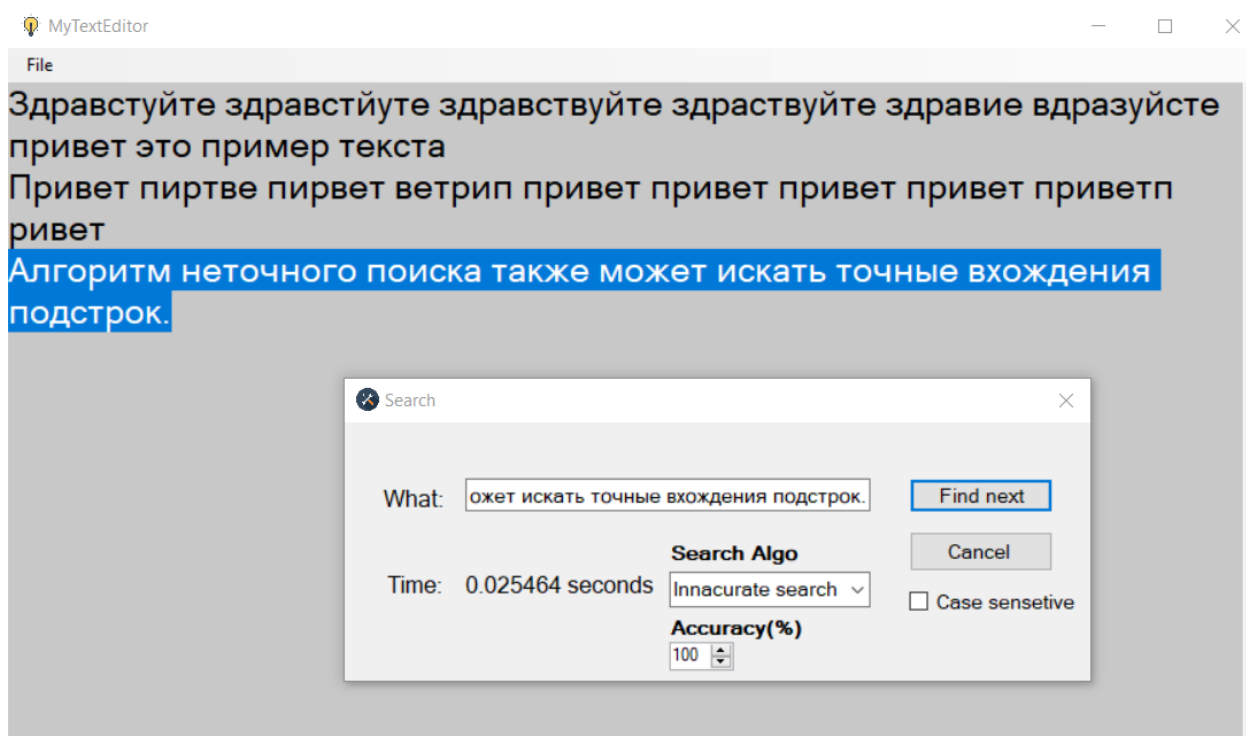 MyTextEditor
File
Здравстуйте здравстйуте здравствуйте здраствуйте здравие вдразуйсте
привет это пример текста
Привет пиртве пирвет ветрип привет привет привет привет приветп
ривет
Алгоритм неточного поиска также может искать точные вхождения
подстрок.
Search
What: ожет искать точные вхождения подстрок. Find next
Search Algo
Cancel
Time: 0.025464 seconds Innacurate search
Case sensetive
Accuracy(%)
100